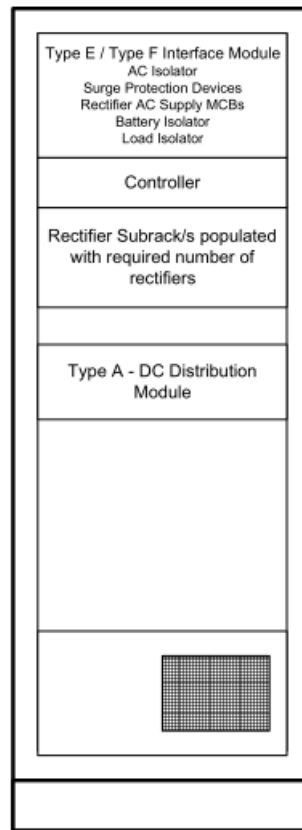 Type E / Type F Interface Module
AC Isolator
Surge Protection Devices
Rectifier AC Supply MCBs
Battery Isolator
Load Isolator
Controller
Rectifier Subrack/s populated
with required number of
rectifiers
Type A - DC Distribution
Module